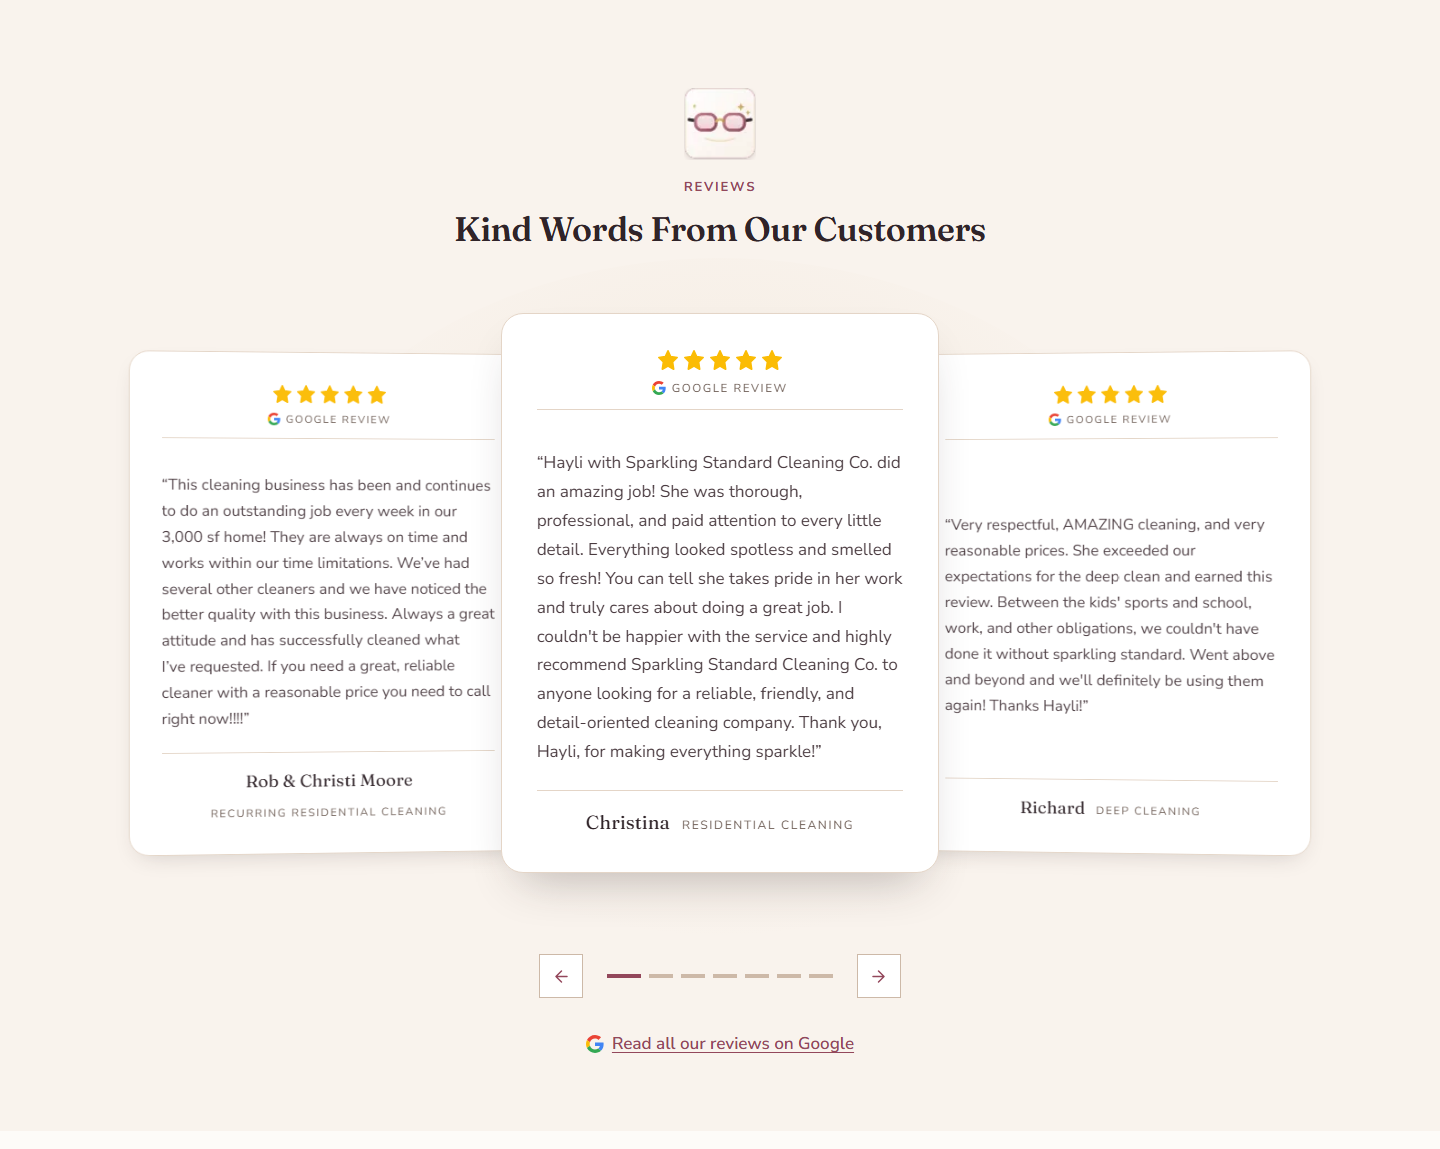 REVIEWS
Kind Words From Our Customers
GOOGLE REVIEW
“This cleaning business has been and continues
to do an outstanding job every week in our
3,000 sf home! They are always on time and
works within our time limitations. We’ve had
several other cleaners and we have noticed the
better quality with this business. Always a great
attitude and has successfully cleaned what
I’ve requested. If you need a great, reliable
cleaner with a reasonable price you need to call
right now!!!!”
Rob & Christi Moore
RECURRING RESIDENTIAL CLEANING
GOOGLE REVIEW
“Hayli with Sparkling Standard Cleaning Co. did
an amazing job! She was thorough,
professional, and paid attention to every little
detail. Everything looked spotless and smelled
so fresh! You can tell she takes pride in her work
and truly cares about doing a great job. I
couldn't be happier with the service and highly
recommend Sparkling Standard Cleaning Co. to
anyone looking for a reliable, friendly, and
detail-oriented cleaning company. Thank you,
Hayli, for making everything sparkle!”
Christina RESIDENTIAL CLEANING
GOOGLE REVIEW
“Very respectful, AMAZING cleaning, and very
reasonable prices. She exceeded our
expectations for the deep clean and earned this
review. Between the kids' sports and school,
work, and other obligations, we couldn't have
done it without sparkling standard. Went above
and beyond and we'll definitely be using them
again! Thanks Hayli!”
Richard DEEP CLEANING
Read all our reviews on Google